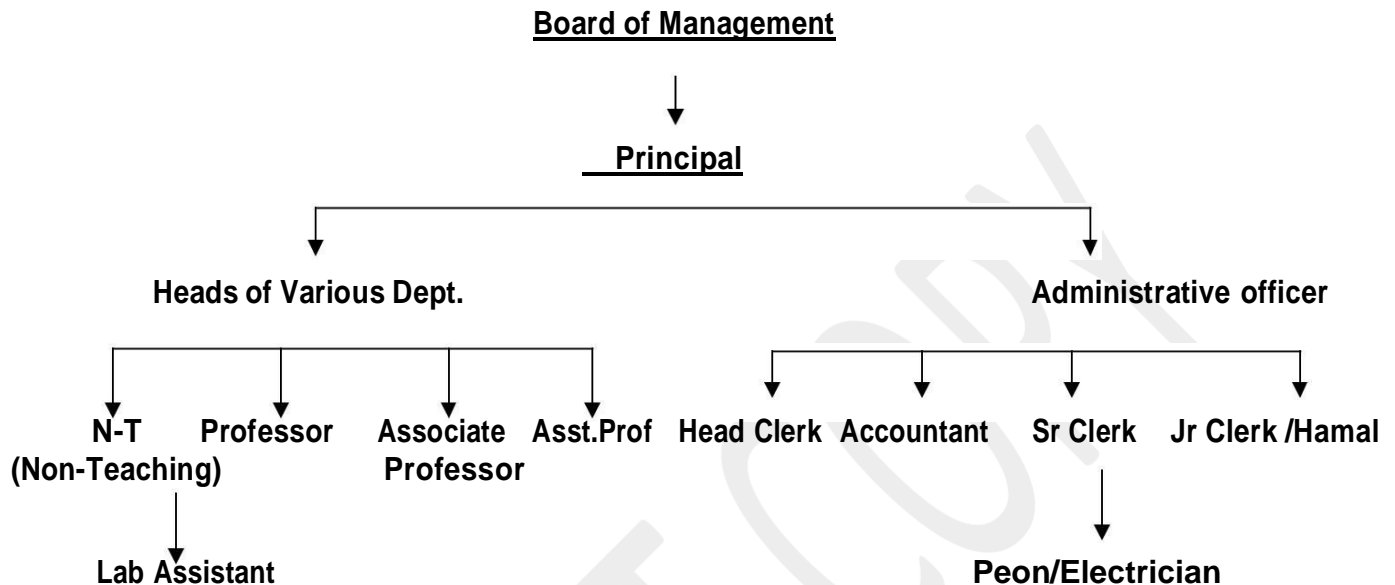 Board of Management
Principal
Heads of Various Dept. Administrative officer
N-T Professor Associate Asst.Prof Head Clerk Accountant Sr Clerk Jr Clerk /Hamal
(Non-Teaching) Professor
Lab Assistant Peon/Electrician